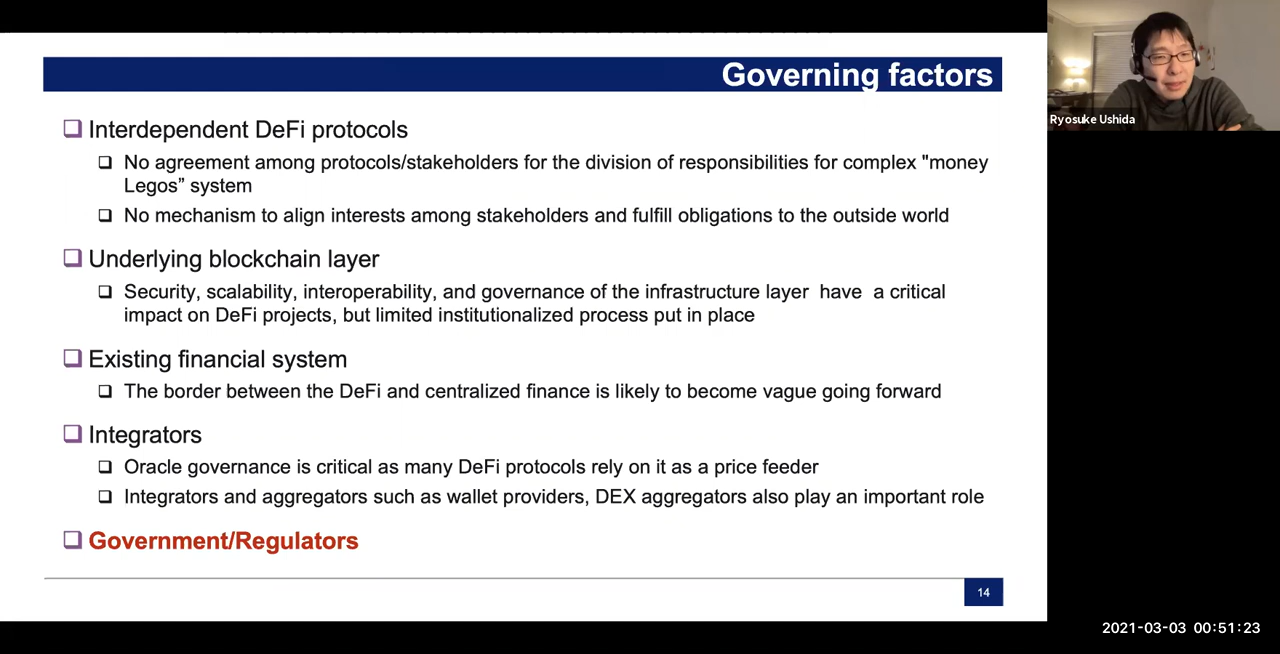 Governing factors
Interdependent DeFi protocols
No agreement among protocols/stakeholders for the division of responsibilities for complex "money
Legos” system
No mechanism to align interests among stakeholders and fulfill obligations to the outside world
Underlying blockchain layer
Security, scalability, interoperability, and governance of the infrastructure layer have a critical
impact on DeFi projects, but limited institutionalized process put in place
Existing financial system
The border between the DeFi and centralized finance is likely to become vague going forward
Integrators
Oracle governance is critical as many DeFi protocols rely on it as a price feeder
Integrators and aggregators such as wallet providers, DEX aggregators also play an important role
Government/Regulators
14
Ryosuke Ushida
2021-03-03 00:51:23